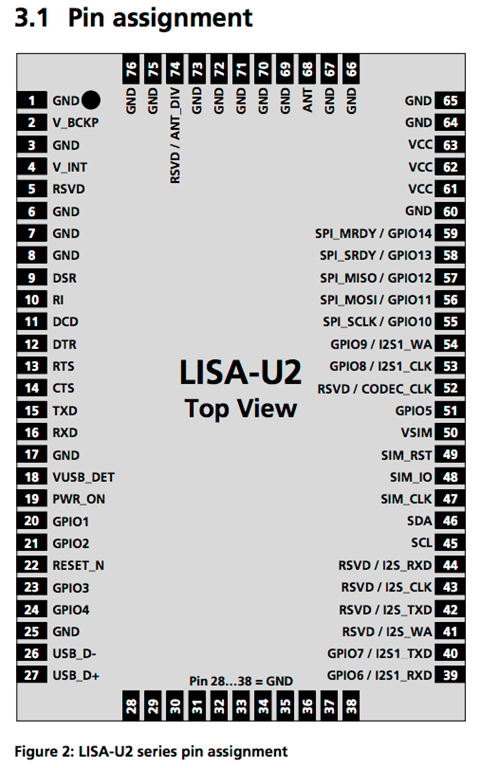 3.1 Pin assignment
76 75 74 73 72 71 70 69 68 67 66
GND GND RSVD / ANT_DIV GND GND GND GND GND ANT GND GND
1 GND
2 V_BCKP
3 GND
4 V_INT
5 RSVD
6 GND
7 GND
8 GND
9 DSR
10 RI
11 DCD
12 DTR
13 RTS
14 CTS
15 TXD
16 RXD
17 GND
18 VUSB_DET
19 PWR_ON
20 GPIO1
21 GPIO2
22 RESET_N
23 GPIO3
24 GPIO4
25 GND
26 USB_D-
27 USB_D+
LISA-U2
Top View
GND 65
GND 64
VCC 63
VCC 62
VCC 61
GND 60
SPI_MRDY / GPIO14 59
SPI_SRDY / GPIO13 58
SPI_MISO / GPIO12 57
SPI_MOSI / GPIO11 56
SPI_SCLK / GPIO10 55
GPIO9 / I2S1_WA 54
GPIO8 / I2S1_CLK 53
RSVD / CODEC_CLK 52
GPIO5 51
VSIM 50
SIM_RST 49
SIM_IO 48
SIM_CLK 47
SDA 46
SCL 45
RSVD / I2S_RXD 44
RSVD / I2S_CLK 43
RSVD / I2S_TXD 42
RSVD / I2S_WA 41
GPIO7 / I2S1_TXD 40
GPIO6 / I2S1_RXD 39
Pin 28...38 = GND
28 29 30 31 32 33 34 35 36 37 38
Figure 2: LISA-U2 series pin assignment